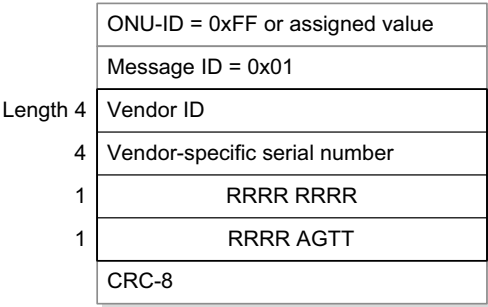 ONU-ID = 0xFF or assigned value
Message ID = 0x01
Length 4 Vendor ID
4 Vendor-specific serial number
1 RRRR RRRR
1 RRRR AGTT
CRC-8